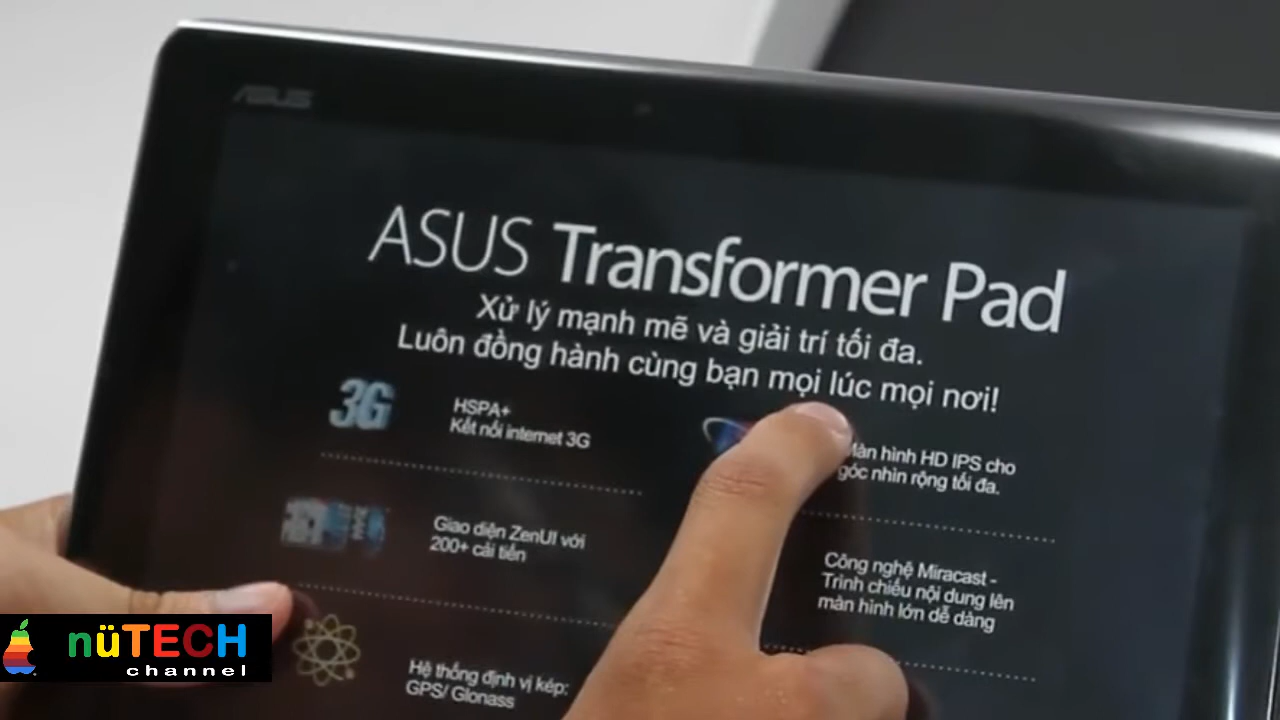 ASUS
ASUS Transformer Pad
Xử lý mạnh mẽ và giải trí tối đa.
Luôn đồng hành cùng bạn mọi lúc mọi nơi!
3G
HSPA+
Kết nối internet 3G
Màn hình HD IPS cho
góc nhìn rộng tối đa.
Giao diện ZenUI với
200+ cải tiến
Công nghệ Miracast -
Trình chiếu nội dung lên
màn hình lớn dễ dàng
Hệ thống định vị kép:
GPS/ Glonass
nüTECH
channel